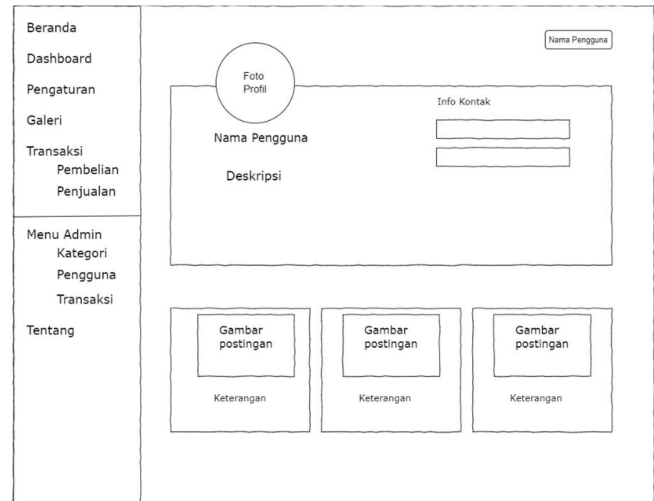 Beranda
Dashboard
Pengaturan
Galeri
Transaksi
Pembelian
Penjualan
Menu Admin
Kategori
Pengguna
Transaksi
Tentang
Nama Pengguna
Foto
Profil
Nama Pengguna
Deskripsi
Info Kontak
Gambar
postingan
Keterangan
Gambar
postingan
Keterangan
Gambar
postingan
Keterangan